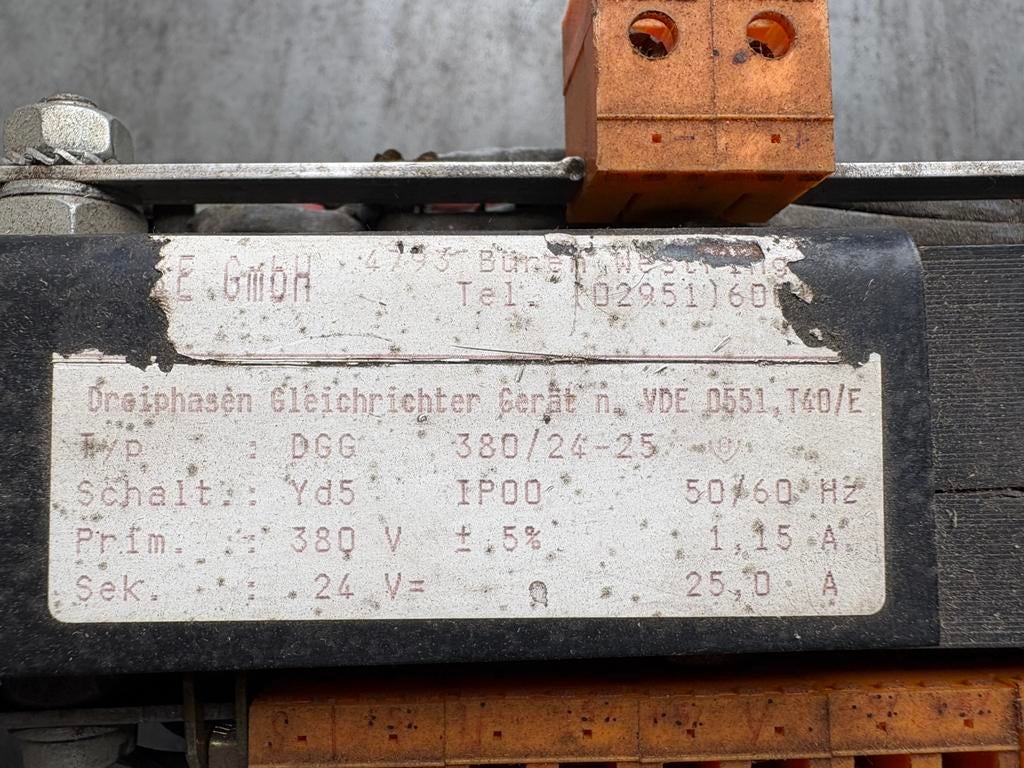 GmbH 4793 Büren Westring
Tel. (02951)60
Dreiphasen Gleichrichter Gerät n. VDE 0551,T40/E
Typ : DGG 380/24-25
Schalt.: Yd5 IP00 50/60 Hz
Prim. : 380 V ± 5% 1,15 A
Sek. : 24 V= 25,0 A